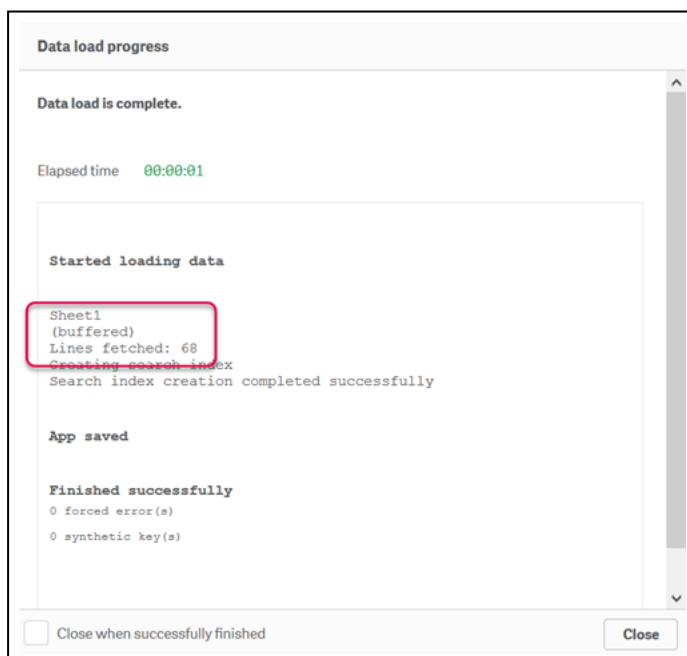 Data load progress
Data load is complete.
Elapsed time 00:00:01
Started loading data
Sheet1
(buffered)
Lines fetched: 68
Creating search index
Search index creation completed successfully
App saved
Finished successfully
0 forced error(s)
0 synthetic key(s)
Close when successfully finished
Close